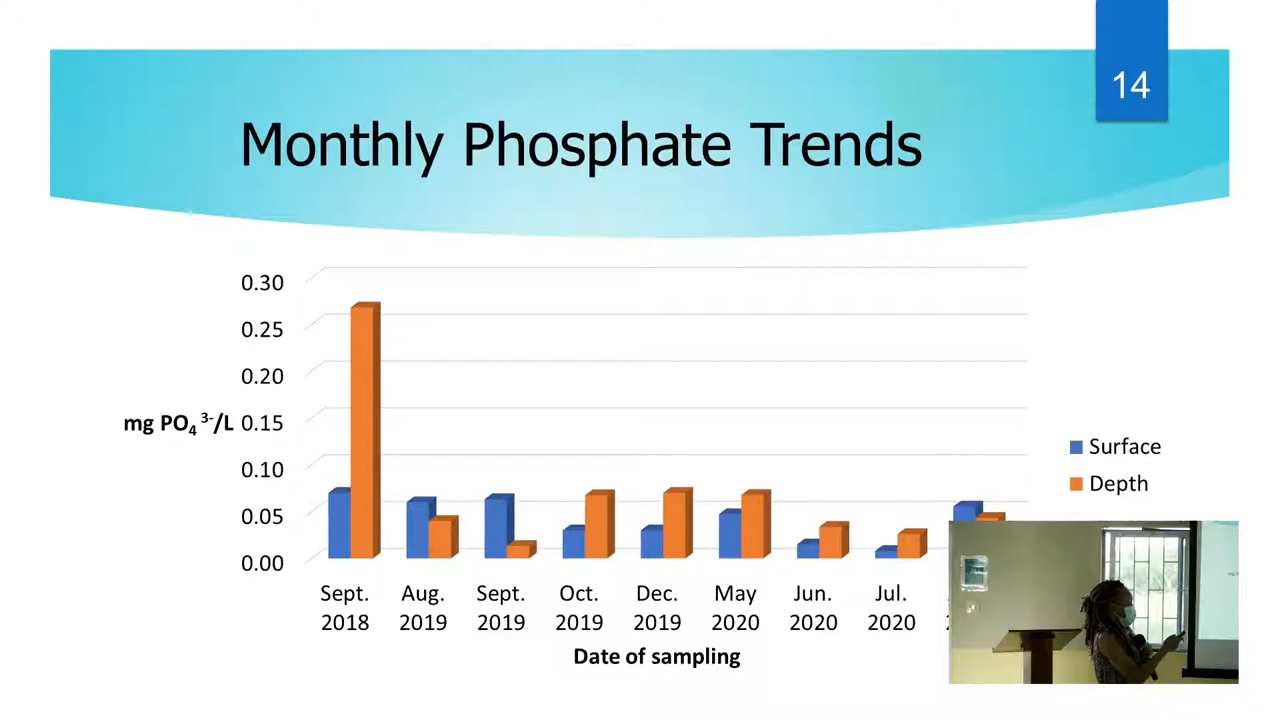 14
Monthly Phosphate Trends
0.30
0.25
0.20
mg PO₄ ³⁻/L 0.15
0.10
0.05
0.00
Surface
Depth
Sept. 2018
Aug. 2019
Sept. 2019
Oct. 2019
Dec. 2019
May 2020
Jun. 2020
Jul. 2020
Date of sampling